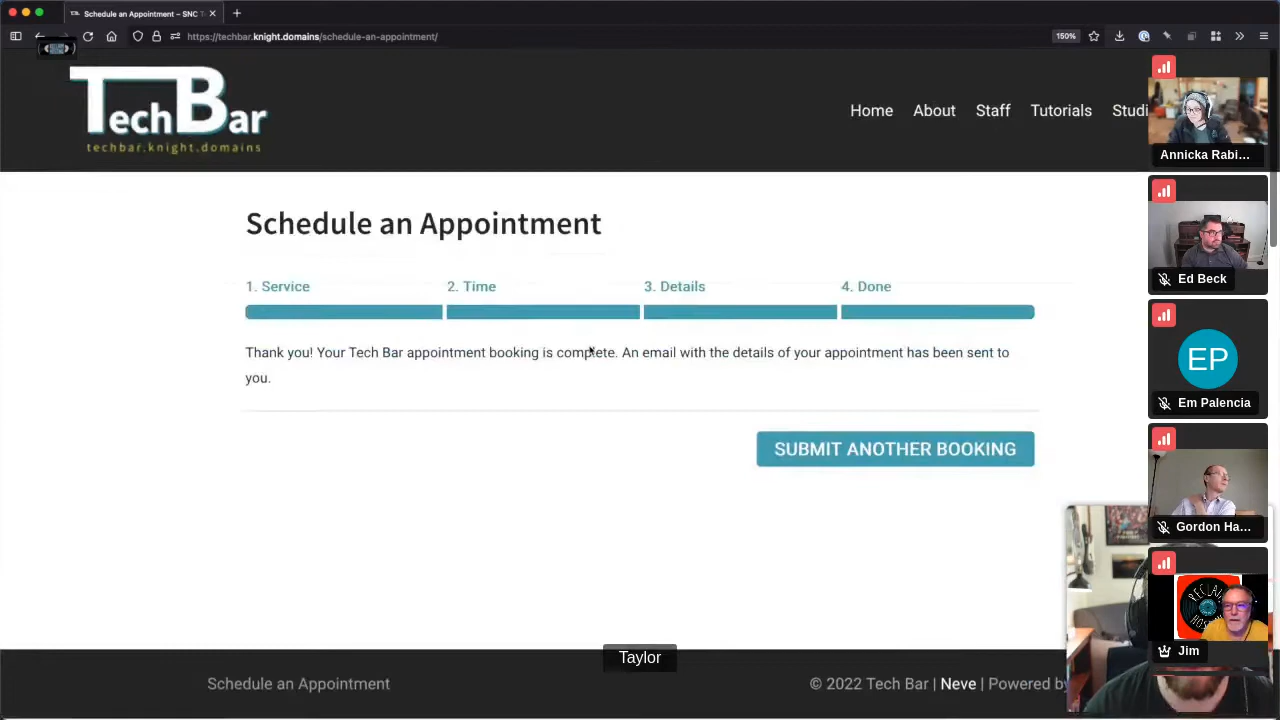 Schedule an Appointment – SNC T
https://techbar.knight.domains/schedule-an-appointment/
150%
TechBar
techbar.knight.domains
Home About Staff Tutorials Studi
Schedule an Appointment
1. Service 2. Time 3. Details 4. Done
Thank you! Your Tech Bar appointment booking is complete. An email with the details of your appointment has been sent to
you.
SUBMIT ANOTHER BOOKING
Schedule an Appointment
© 2022 Tech Bar | Neve | Powered by
Taylor
Annicka Rabi...
Ed Beck
EP
Em Palencia
Gordon Ha...
RECLAIM
Jim